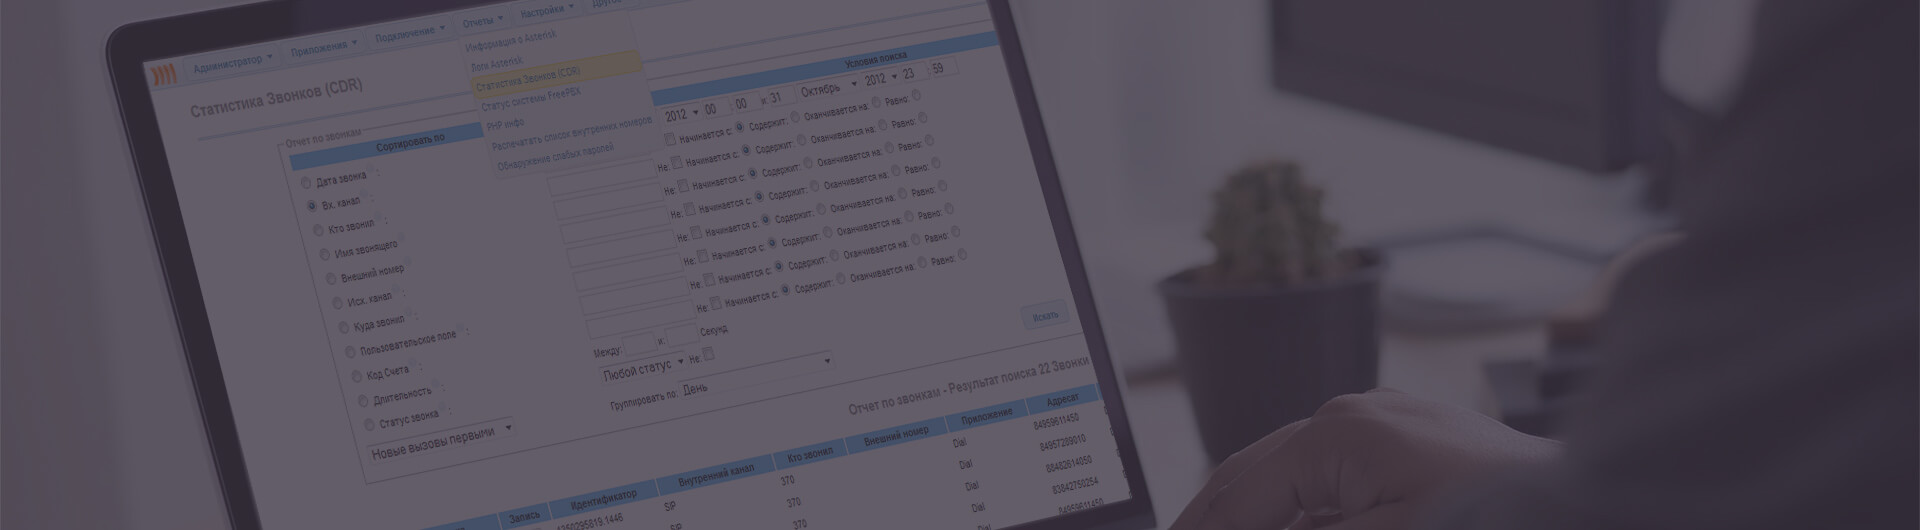 Администратор Приложения Подключение Отчеты Настройки
Информация о Asterisk
Логи Asterisk
Статистика Звонков (CDR)
Статус системы FreePBX
PHP инфо
Распечатать список внутренних номеров
Обнаружение слабых паролей
Статистика Звонков (CDR)
Отчет по звонкам
Сортировать по
Условия поиска
2012 00 : 00 к 31 Октябрь 2012 23 : 59
Дата звонка :
Вх. канал :
Кто звонил :
Имя звонящего
Внешний номер
Исх. канал :
Куда звонил :
Пользовательское поле :
Код Счета :
Длительность :
Статус звонка :
Новые вызовы первыми
Начинается с: Содержит: Оканчивается на: Равно:
Не: Начинается с: Содержит: Оканчивается на: Равно:
Не: Начинается с: Содержит: Оканчивается на: Равно:
Не: Начинается с: Содержит: Оканчивается на: Равно:
Не: Начинается с: Содержит: Оканчивается на: Равно:
Не: Начинается с: Содержит: Оканчивается на: Равно:
Не: Начинается с: Содержит: Оканчивается на: Равно:
Не: Начинается с: Содержит: Оканчивается на: Равно:
Между: и: Секунд
Любой статус Не:
Группировать по: День
Искать
Отчет по звонкам - Результат поиска 22 Звонки
Запись Идентификатор Внутренний канал Кто звонил Внешний номер Приложение Адресат
1350295819.1446 SIP 370 Dial 84959611450
SIP 370 Dial 84957289010
370 Dial 88482614050
Dial 83842750254
84959611450